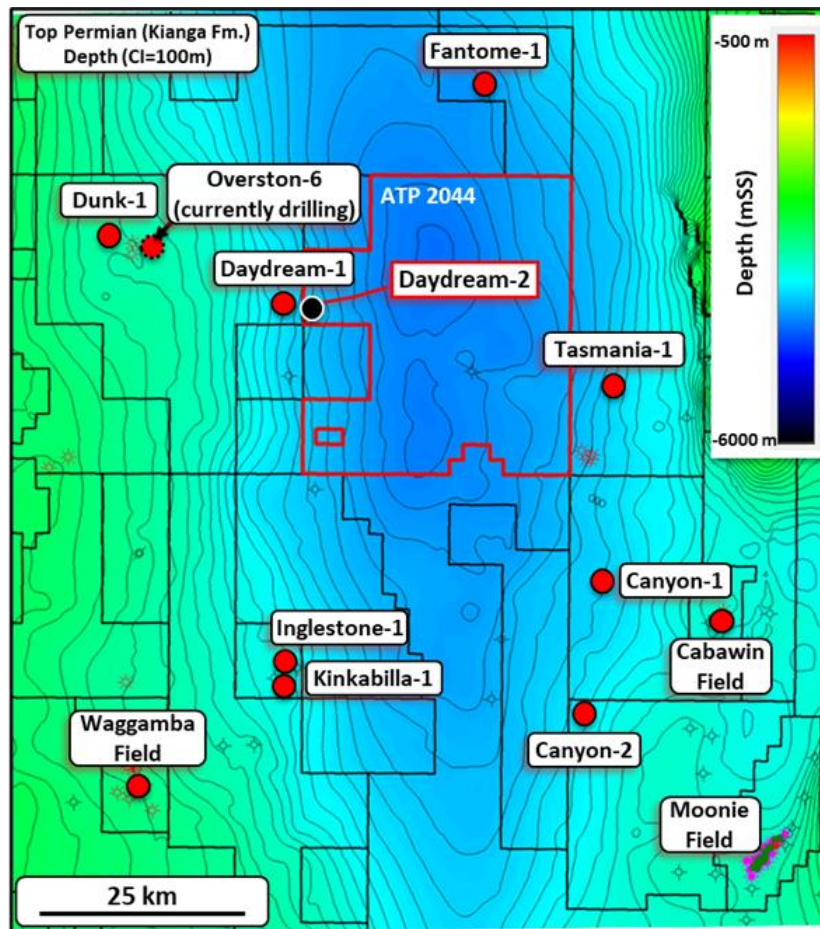 Top Permian (Kianga Fm.)
Depth (CI=100m)
Fantome-1
-500 m
Depth (mSS)
-6000 m
Dunk-1
Overston-6
(currently drilling)
ATP 2044
Daydream-1
Daydream-2
Tasmania-1
Canyon-1
Inglestone-1
Kinkabilla-1
Cabawin
Field
Waggamba
Field
Canyon-2
Moonie
Field
25 km